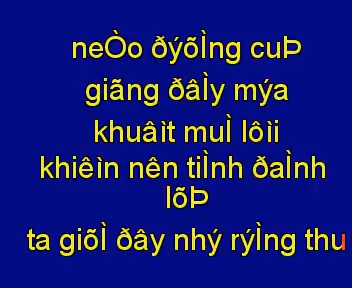 neÒo ðýõÌng cuÞ
giãng ðâÌy mýa
khuâìt muÌ lôìi
khiêìn nên tiÌnh ðaÌnh
lõÞ
ta giõÌ ðây nhý rýÌng thu